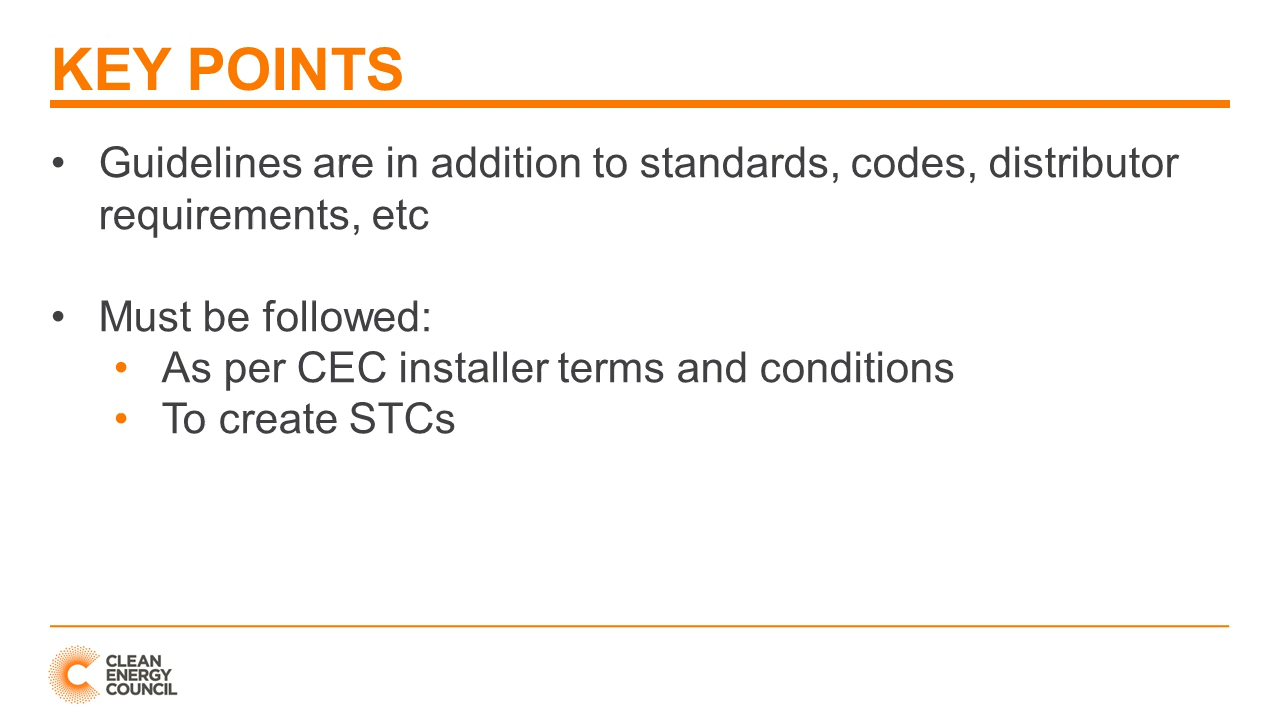 KEY POINTS
• Guidelines are in addition to standards, codes, distributor
requirements, etc
• Must be followed:
• As per CEC installer terms and conditions
• To create STCs
CLEAN
ENERGY
COUNCIL